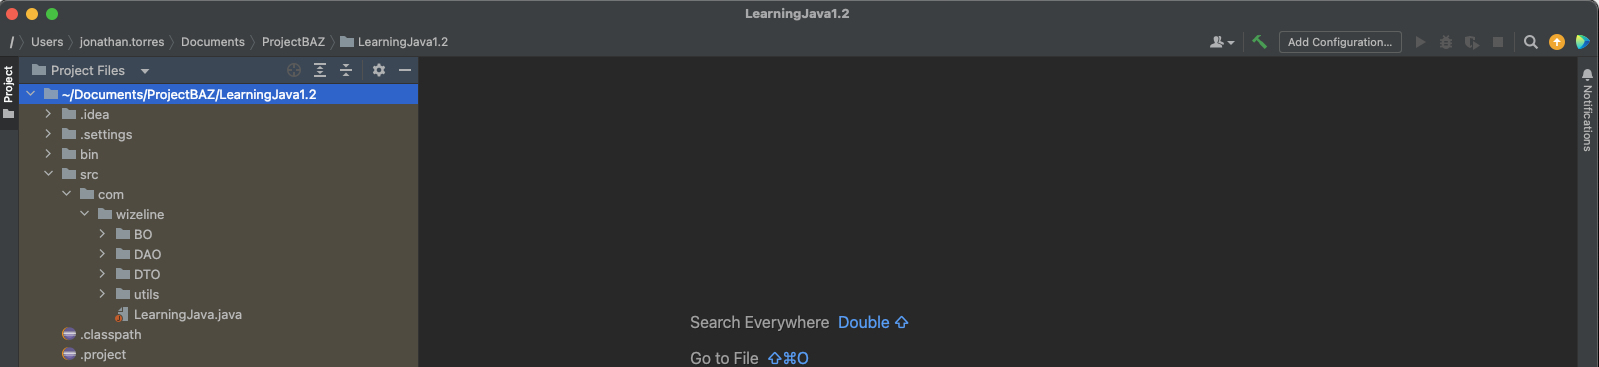 LearningJava1.2
/ Users jonathan.torres Documents ProjectBAZ LearningJava1.2 Add Configuration...
Project
Project Files
~/Documents/ProjectBAZ/LearningJava1.2
.idea
.settings
bin
src
com
wizeline
BO
DAO
DTO
utils
LearningJava.java
.classpath
.project
Search Everywhere Double ⇧
Go to File ⇧⌘O
Notifications